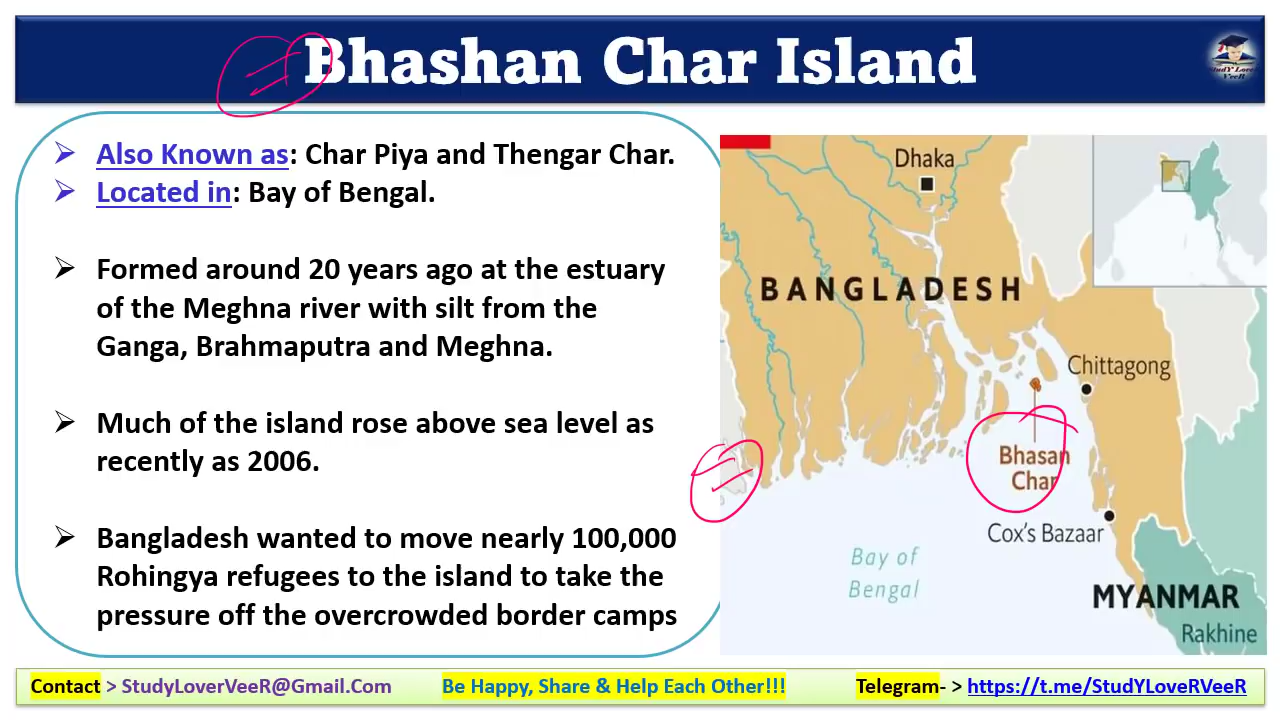 Bhashan Char Island
StudY Lover
VeeR
➢ Also Known as: Char Piya and Thengar Char.
➢ Located in: Bay of Bengal.
➢ Formed around 20 years ago at the estuary
of the Meghna river with silt from the
Ganga, Brahmaputra and Meghna.
➢ Much of the island rose above sea level as
recently as 2006.
➢ Bangladesh wanted to move nearly 100,000
Rohingya refugees to the island to take the
pressure off the overcrowded border camps
Dhaka
BANGLADESH
Chittagong
Bhasan
Char
Cox's Bazaar
Bay of
Bengal
MYANMAR
Rakhine
Contact > StudyLoverVeeR@Gmail.Com
Be Happy, Share & Help Each Other!!!
Telegram- > https://t.me/StudYLoveRVeeR